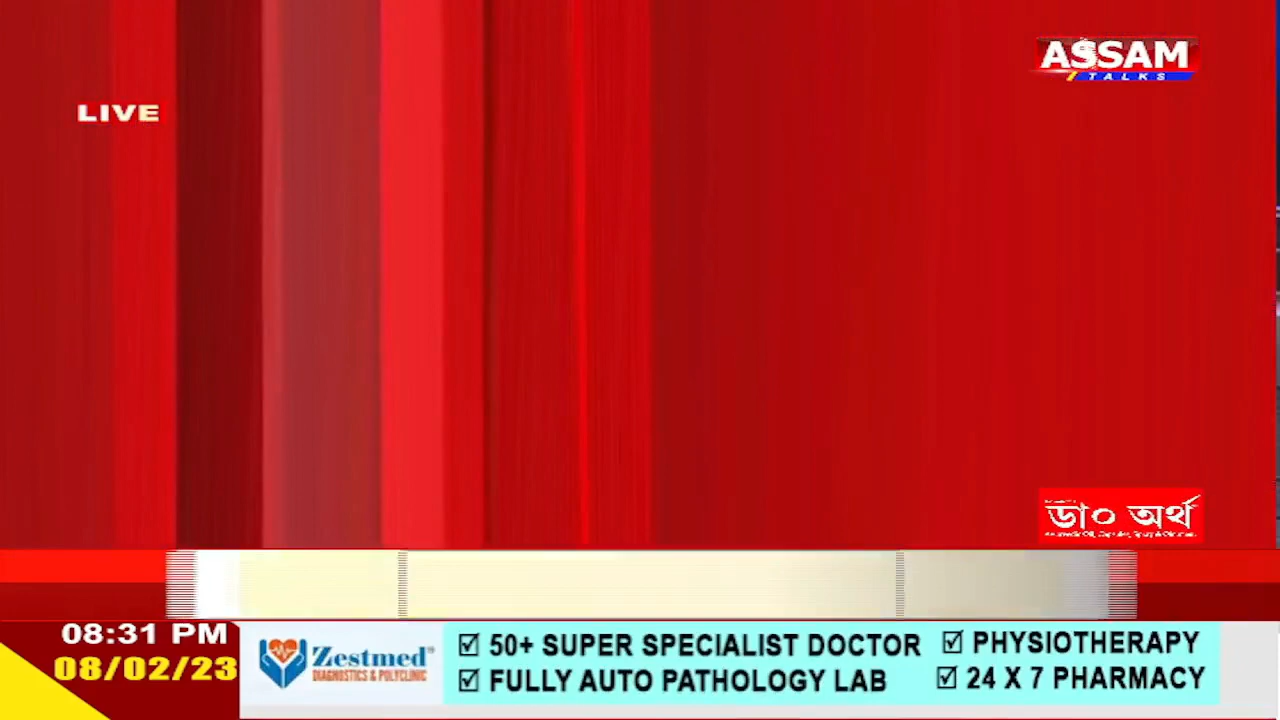 ASSAM
TALKS
LIVE
ডাঃ অৰ্থ
08:31 PM
08/02/23
Zestmed
DIAGNOSTICS & POLYCLINIC
☑ 50+ SUPER SPECIALIST DOCTOR
☑ PHYSIOTHERAPY
☑ FULLY AUTO PATHOLOGY LAB
☑ 24 X 7 PHARMACY